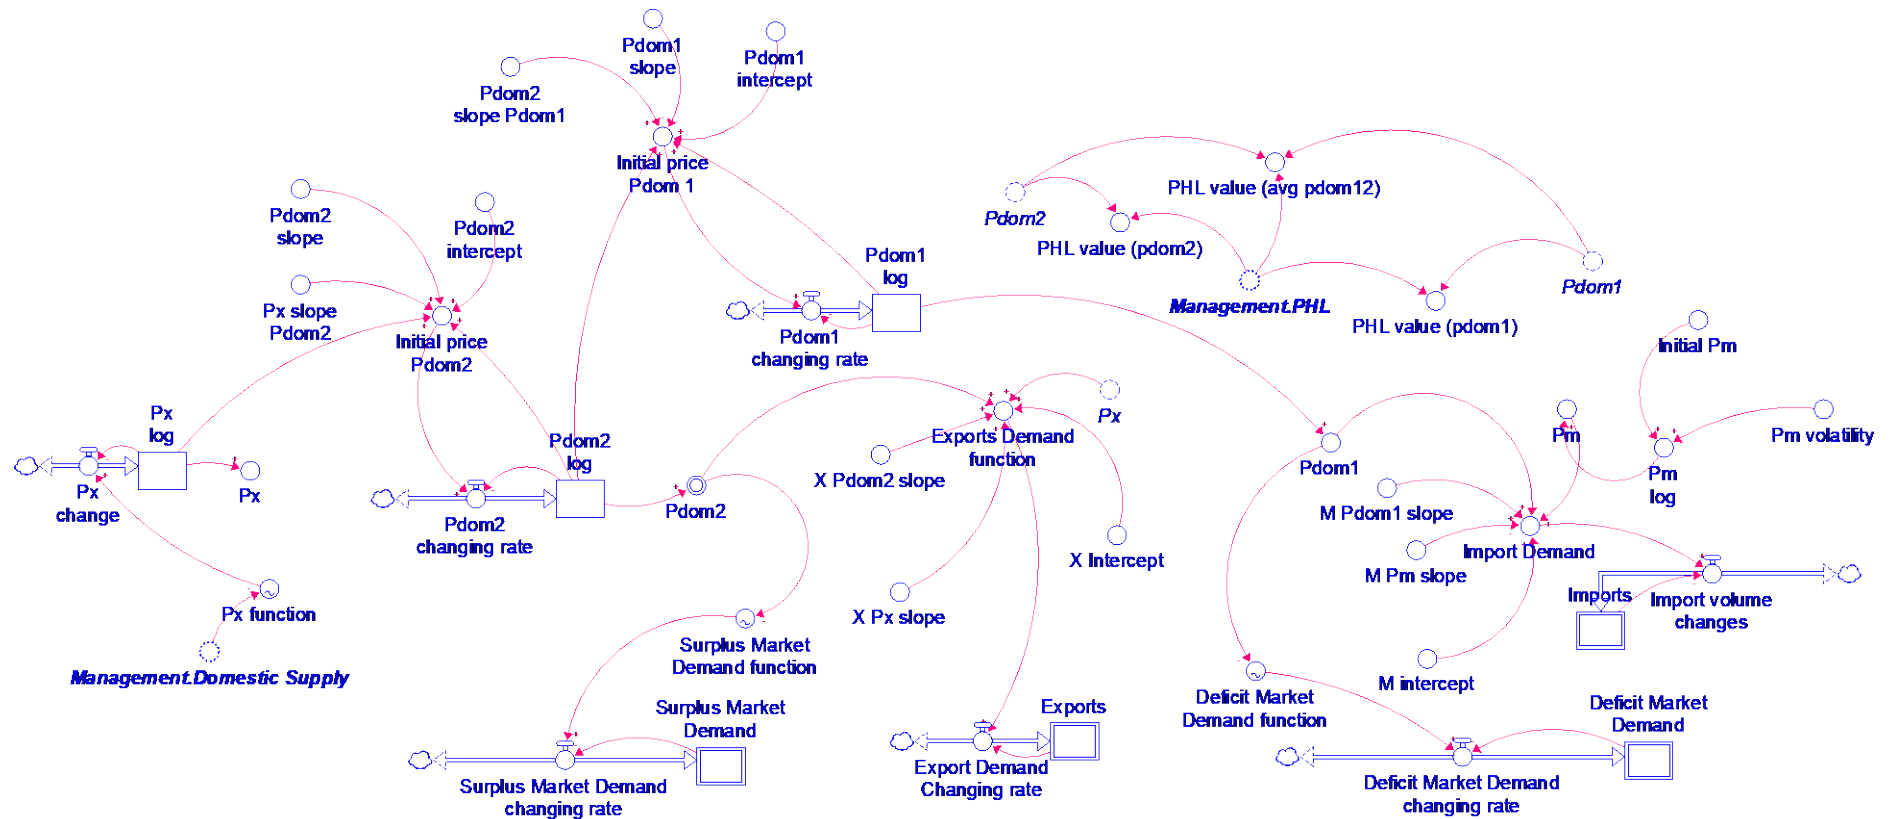 Pdom1
slope
Pdom1
intercept
Pdom2
slope Pdom1
Initial price
Pdom 1
Pdom2
slope
Pdom2
intercept
Px slope
Pdom2
Initial price
Pdom2
Pdom1
log
Pdom1
changing rate
Pdom2
PHL value (avg pdom12)
PHL value (pdom2)
Management.PHL
Pdom1
PHL value (pdom1)
Initial Pm
Pm
Pm volatility
Pm
log
Px
log
Px
change
Px
Px function
Management.Domestic Supply
Pdom2
log
Pdom2
changing rate
Pdom2
Px
Exports Demand
function
X Pdom2 slope
X Intercept
X Px slope
Pdom1
M Pdom1 slope
M Pm slope
Import Demand
M intercept
Imports
Import volume
changes
Surplus Market
Demand function
Surplus Market
Demand
Surplus Market Demand
changing rate
Exports
Export Demand
Changing rate
Deficit Market
Demand function
Deficit Market
Demand
Deficit Market Demand
changing rate